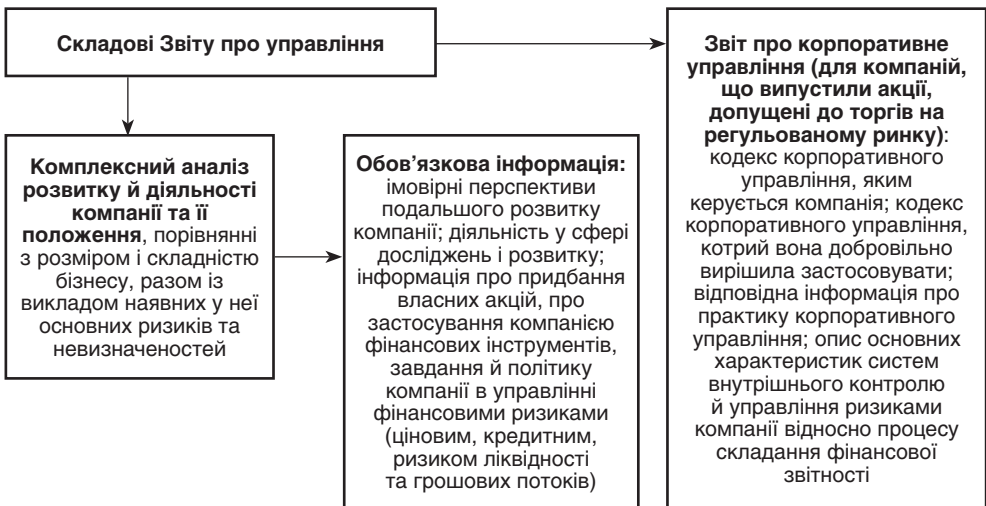 Складові Звіту про управління
Комплексний аналіз
розвитку й діяльності
компанії та її
положення, порівнянні
з розміром і складністю
бізнесу, разом із
викладом наявних у неї
основних ризиків та
невизначеностей
Обов’язкова інформація:
імовірні перспективи
подальшого розвитку
компанії; діяльність у сфері
досліджень і розвитку;
інформація про придбання
власних акцій, про
застосування компанією
фінансових інструментів,
завдання й політику
компанії в управлінні
фінансовими ризиками
(ціновим, кредитним,
ризиком ліквідності
та грошових потоків)
Звіт про корпоративне
управління (для компаній,
що випустили акції,
допущені до торгів на
регульованому ринку):
кодекс корпоративного
управління, яким
керується компанія; кодекс
корпоративного управління,
котрий вона добровільно
вирішила застосовувати;
відповідна інформація про
практику корпоративного
управління; опис основних
характеристик систем
внутрішнього контролю
й управління ризиками
компанії відносно процесу
складання фінансової
звітності